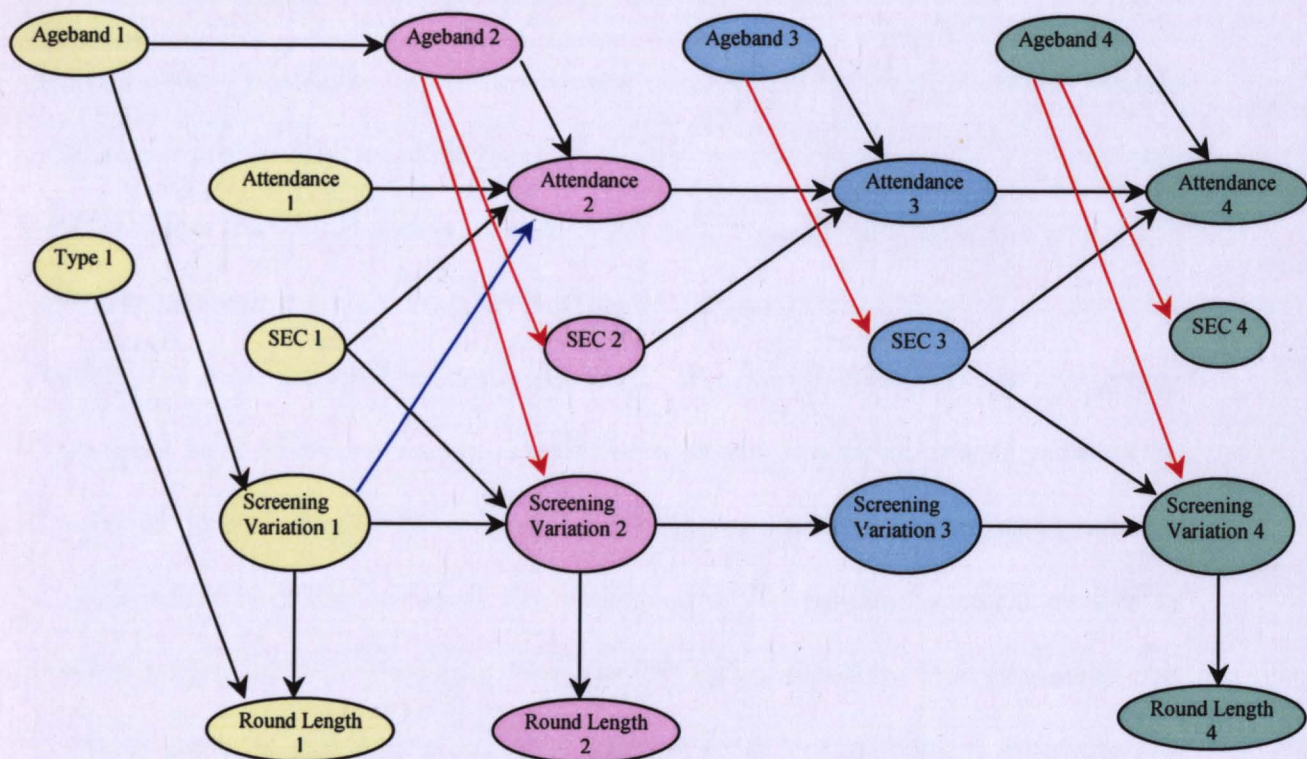 Ageband 1
Ageband 2
Ageband 3
Ageband 4
Attendance
1
Attendance
2
Attendance
3
Attendance
4
Type 1
SEC 1
SEC 2
SEC 3
SEC 4
Screening
Variation 1
Screening
Variation 2
Screening
Variation 3
Screening
Variation 4
Round Length
1
Round Length
2
Round Length
4